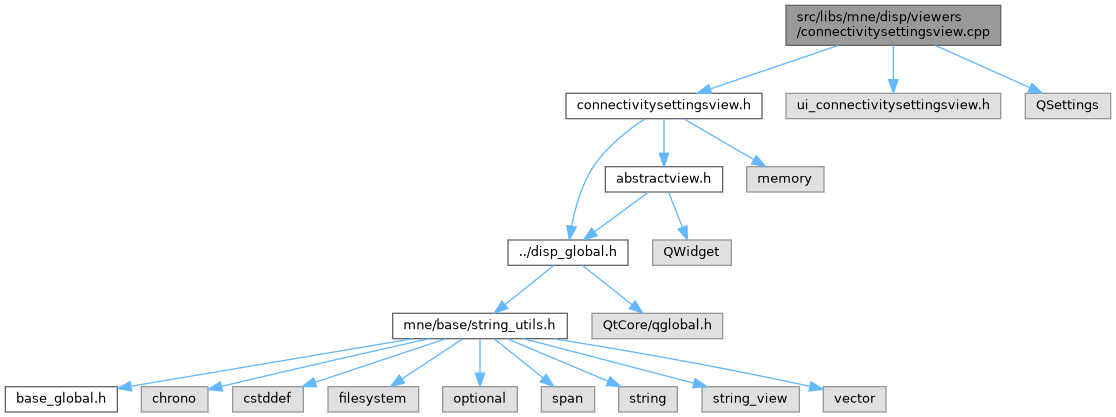 src/libs/mne/disp/viewers
/connectivitysettingsview.cpp
connectivitysettingsview.h
ui_connectivitysettingsview.h
QSettings
abstractview.h
memory
../disp_global.h
QWidget
mne/base/string_utils.h
QtCore/qglobal.h
base_global.h
chrono
cstddef
filesystem
optional
span
string
string_view
vector